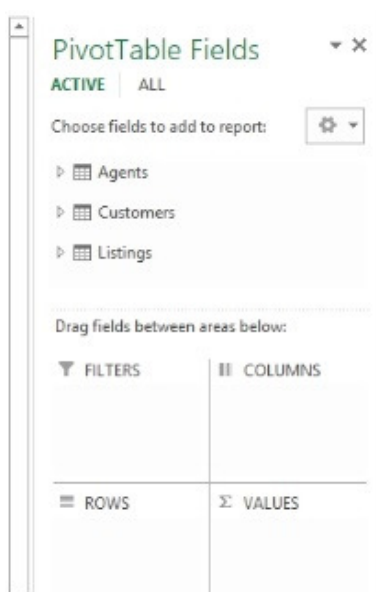 PivotTable Fields
ACTIVE ALL
Choose fields to add to report:
Agents
Customers
Listings
Drag fields between areas below:
FILTERS COLUMNS
ROWS Σ VALUES